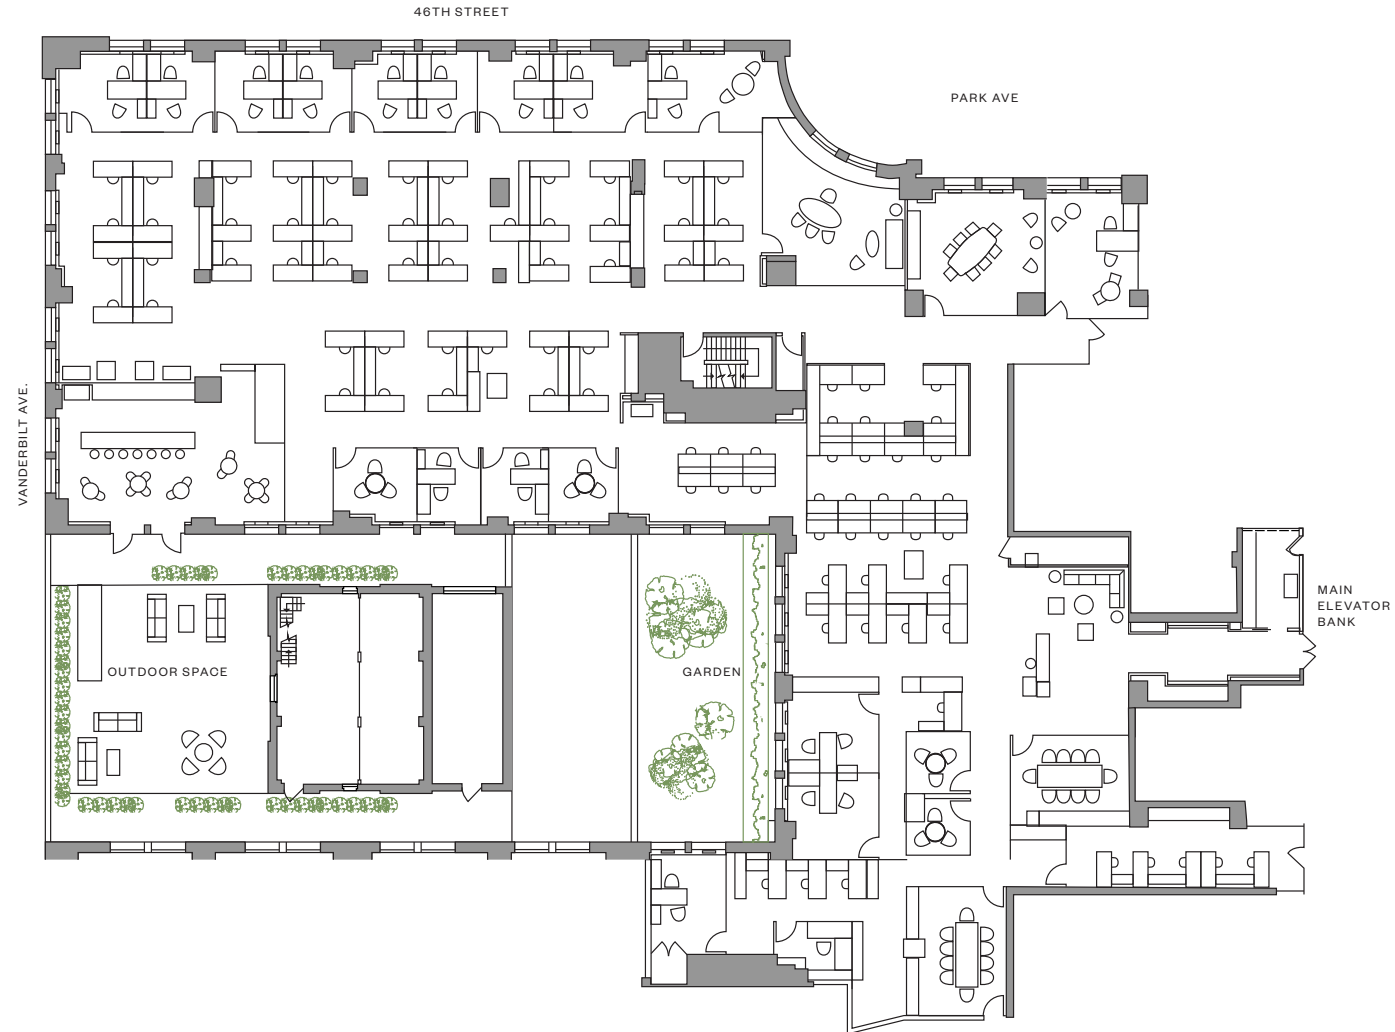 46TH STREET
PARK AVE
VANDERBILT AVE.
OUTDOOR SPACE
GARDEN
MAIN
ELEVATOR
BANK